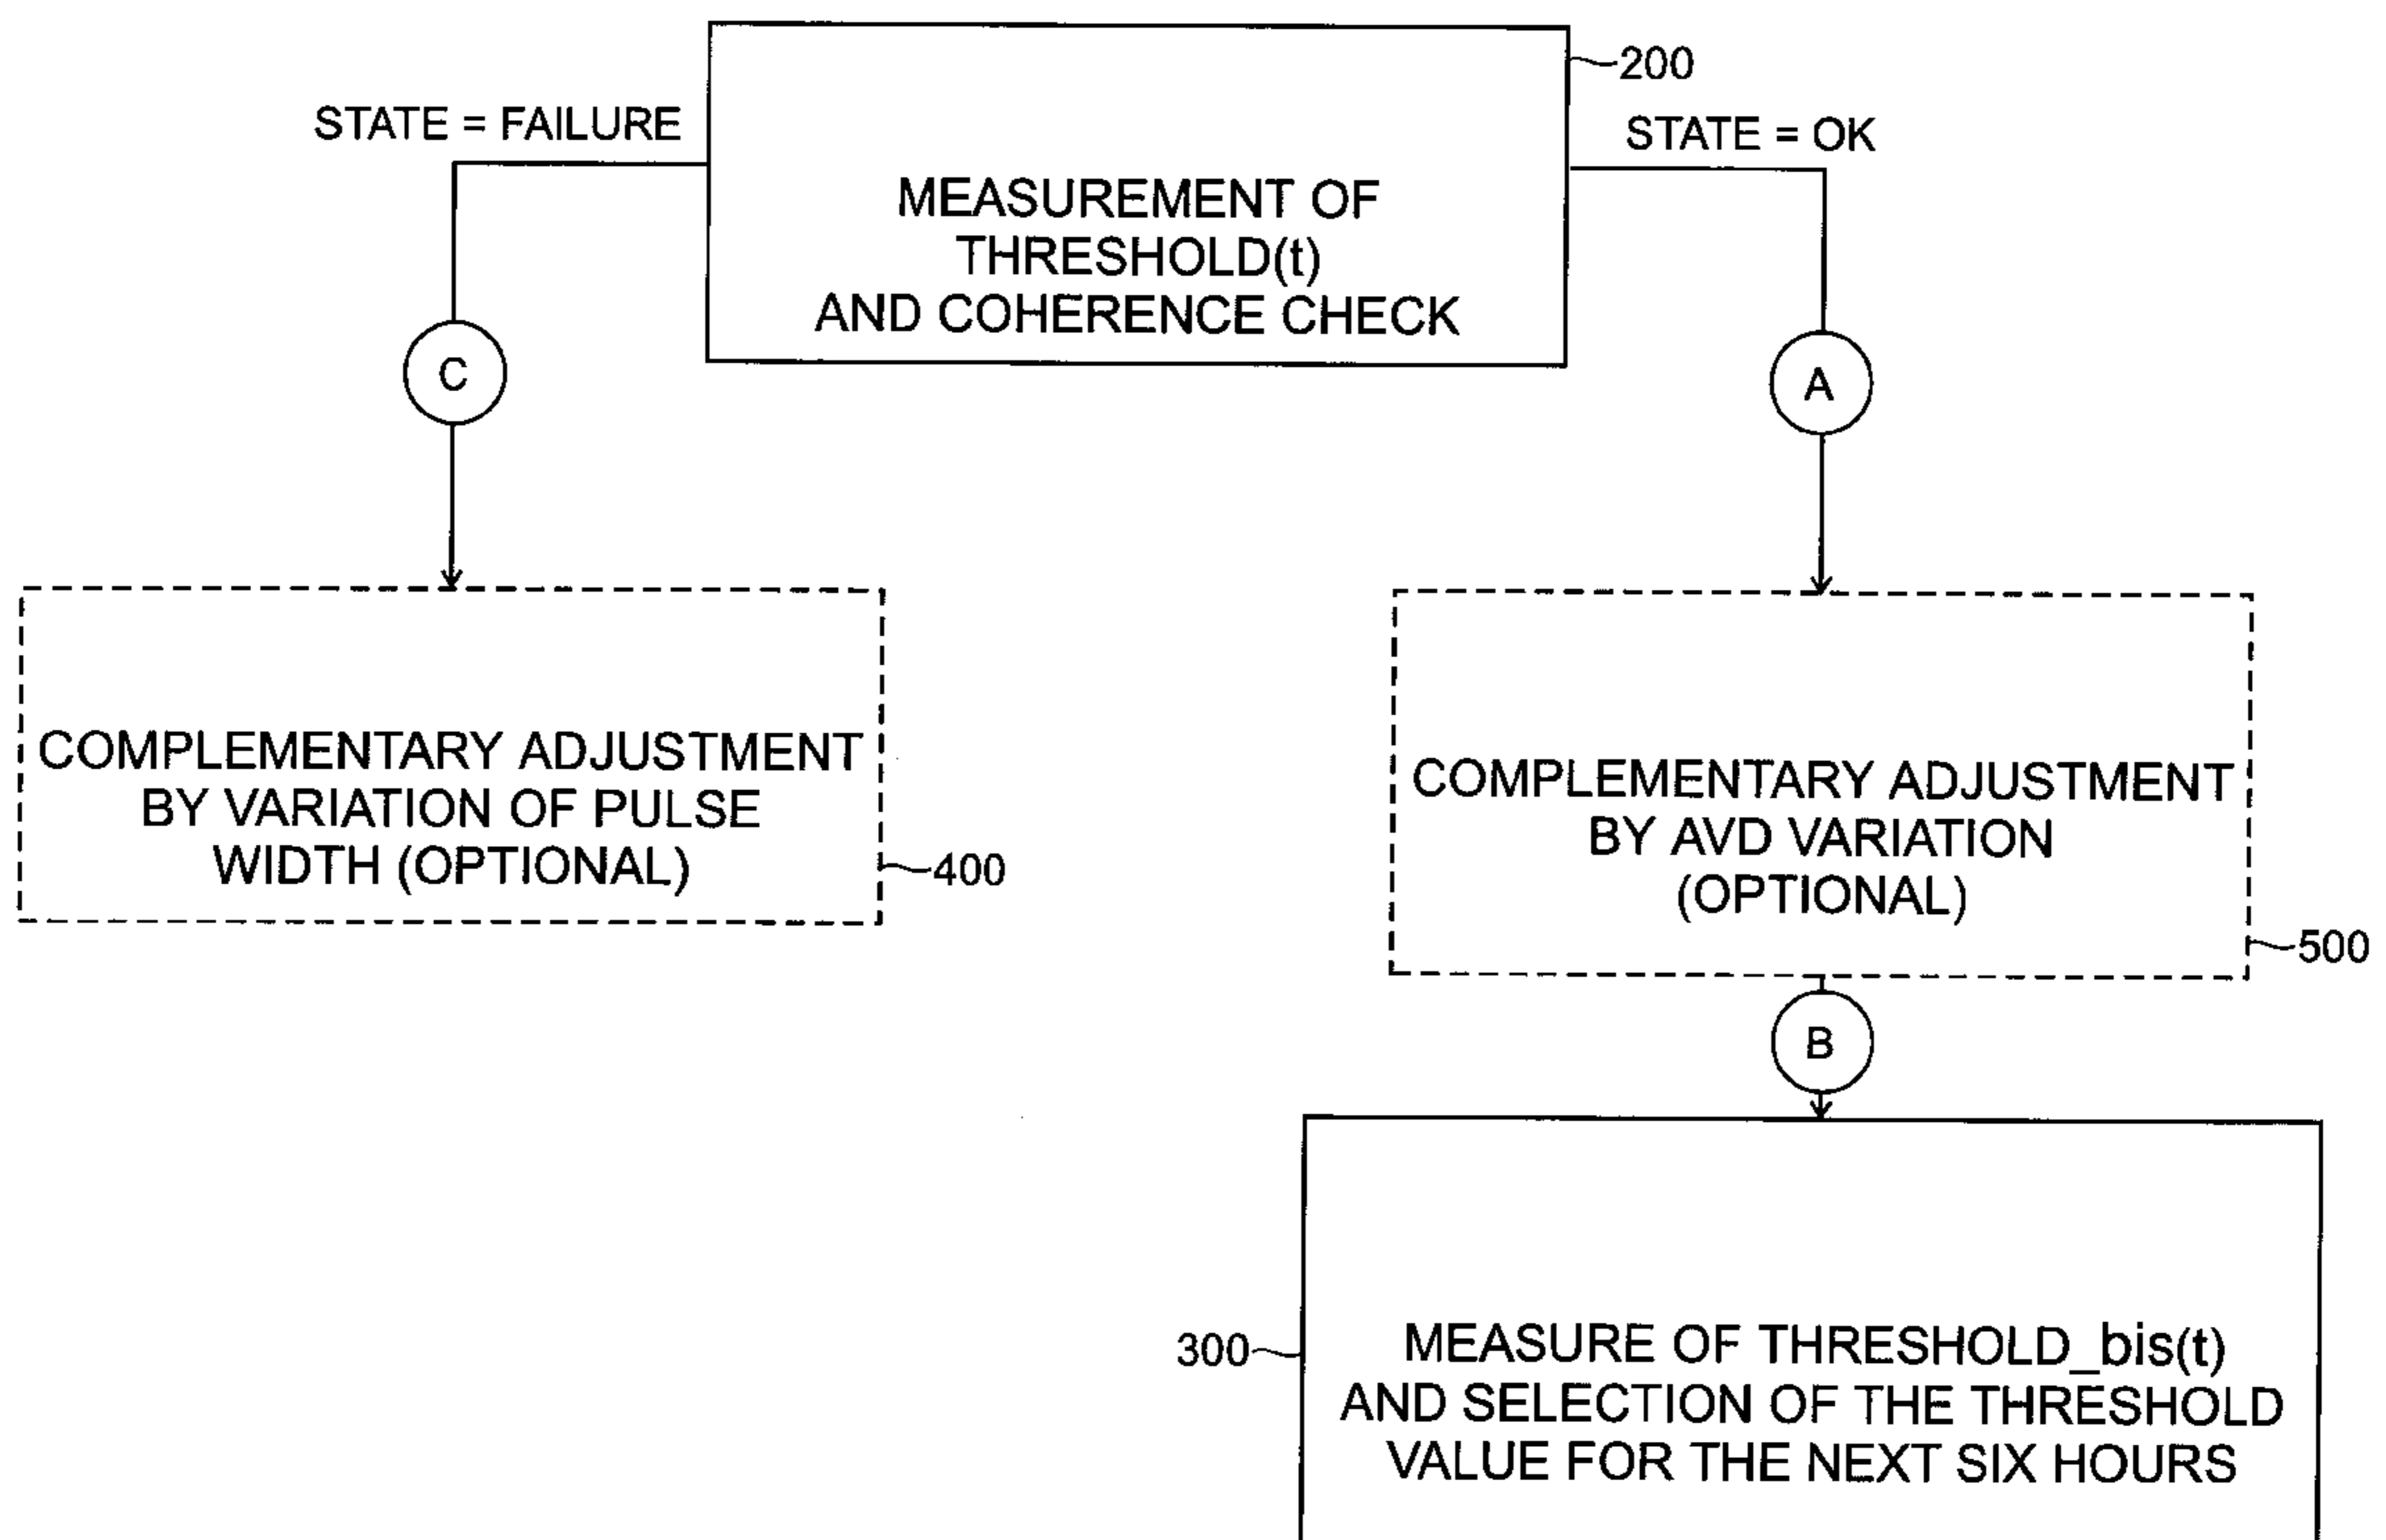 200
STATE = FAILURE
STATE = OK
MEASUREMENT OF
THRESHOLD(t)
AND COHERENCE CHECK
C
A
COMPLEMENTARY ADJUSTMENT
BY VARIATION OF PULSE
WIDTH (OPTIONAL)
400
COMPLEMENTARY ADJUSTMENT
BY AVD VARIATION
(OPTIONAL)
500
B
300
MEASURE OF THRESHOLD_bis(t)
AND SELECTION OF THE THRESHOLD
VALUE FOR THE NEXT SIX HOURS